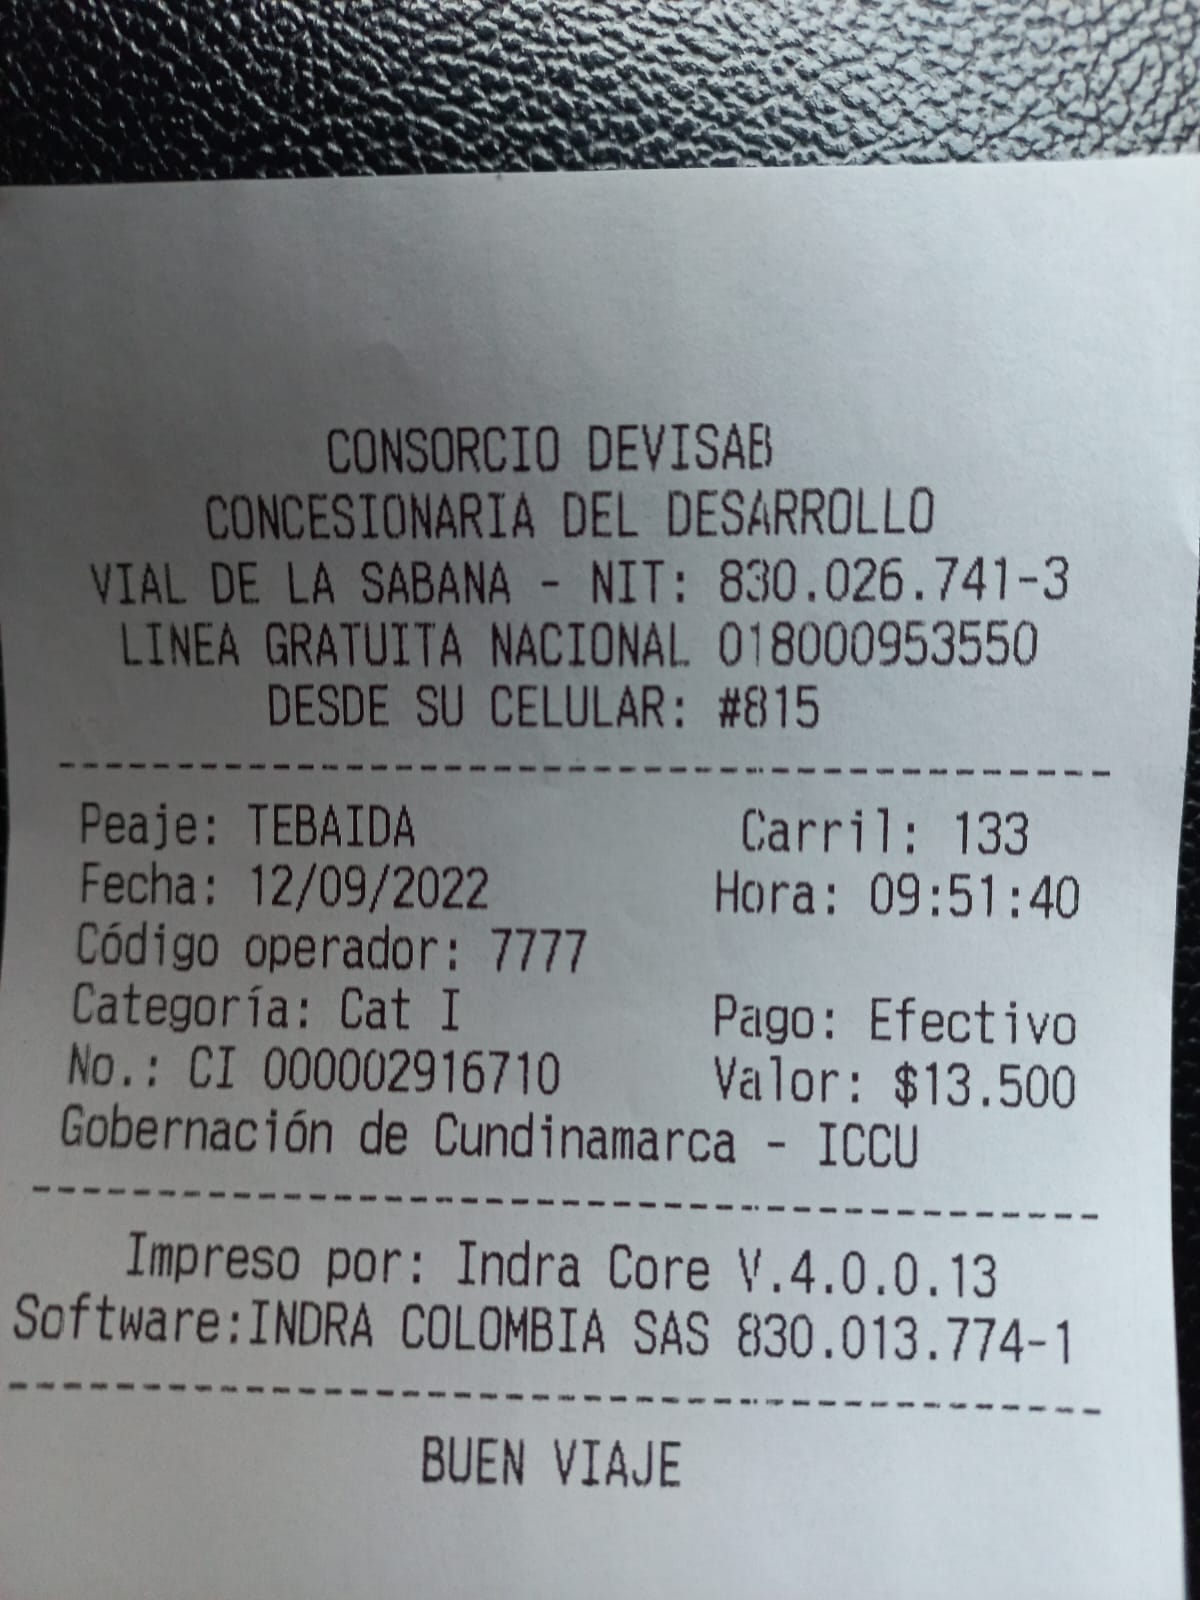 CONSORCIO DEVISAB
CONCESIONARIA DEL DESARROLLO
VIAL DE LA SABANA - NIT: 830.026.741-3
LINEA GRATUITA NACIONAL 018000953550
DESDE SU CELULAR: #815
Peaje: TEBAIDA Carril: 133
Fecha: 12/09/2022 Hora: 09:51:40
Código operador: 7777
Categoría: Cat I Pago: Efectivo
No.: CI 000002916710 Valor: $13.500
Gobernación de Cundinamarca - ICCU
Impreso por: Indra Core V.4.0.0.13
Software:INDRA COLOMBIA SAS 830.013.774-1
BUEN VIAJE